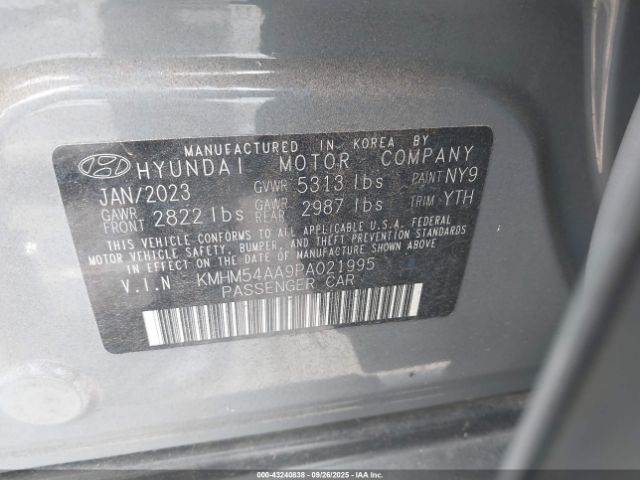 MANUFACTURED IN KOREA BY
HYUNDAI MOTOR COMPANY
JAN/2023 GVWR 5313 lbs PAINT NY9
GAWR FRONT 2822 lbs GAWR REAR 2987 lbs TRIM YTH
THIS VEHICLE CONFORMS TO ALL APPLICABLE U.S.A. FEDERAL
MOTOR VEHICLE SAFETY, BUMPER, AND THEFT PREVENTION
STANDARDS IN EFFECT ON THE DATE OF MANUFACTURE SHOWN ABOVE.
V.I.N KMHM54AA9PA021995
PASSENGER CAR
000-43240838 - 09/26/2025 - © IAA Holdings, LLC